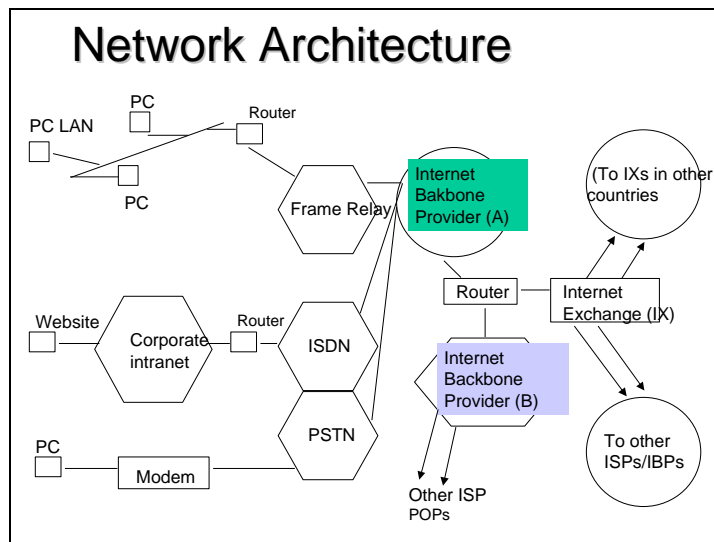 Network Architecture
PC
PC LAN
Router
PC
Frame Relay
Internet
Bakbone
Provider (A)
(To IXs in other
countries
Router
Internet
Exchange (IX)
Website
Corporate
intranet
Router
ISDN
Internet
Backbone
Provider (B)
PSTN
PC
Modem
To other
ISPs/IBPs
Other ISP
POPs